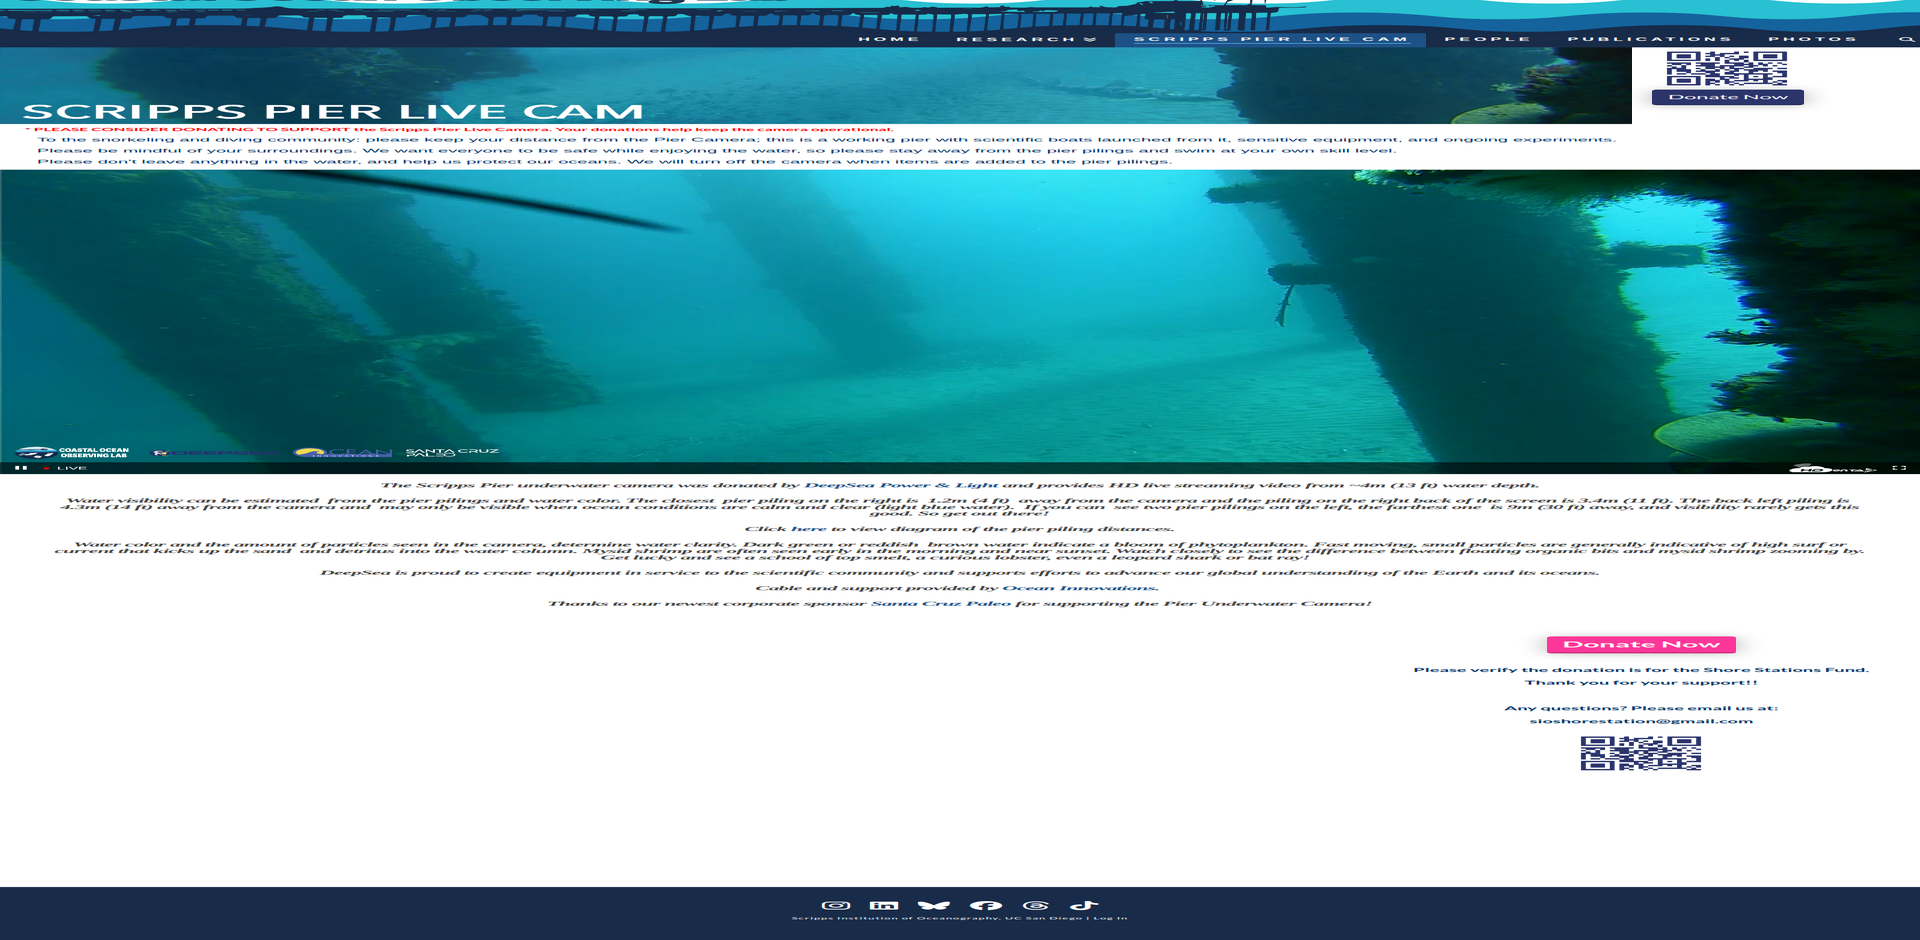 HOME RESEARCH SCRIPPS PIER LIVE CAM PEOPLE PUBLICATIONS PHOTOS
SCRIPPS PIER LIVE CAM
Donate Now
* PLEASE CONSIDER DONATING TO SUPPORT the Scripps Pier Live Camera. Your donations help keep the camera operational.
To the snorkeling and diving community: please keep your distance from the Pier Camera; this is a working pier with scientific boats launched from it, sensitive equipment, and ongoing experiments.
Please be mindful of your surroundings. We want everyone to be safe while enjoying the water, so please stay away from the pier pilings and swim at your own skill level.
Please don't leave anything in the water, and help us protect our oceans. We will turn off the camera when items are added to the pier pilings.
COASTAL OCEAN
OBSERVING LAB
OCEAN
INNOVATIONS
SANTA CRUZ
PALEO
LIVE
The Scripps Pier underwater camera was donated by DeepSea Power & Light and provides HD live streaming video from ~4m (13 ft) water depth.
Water visibility can be estimated from the pier pilings and water color. The closest pier piling on the right is 1.2m (4 ft) away from the camera and the piling on the right back of the screen is 3.4m (11 ft). The back left piling is
4.3m (14 ft) away from the camera and may only be visible when ocean conditions are calm and clear (light blue water). If you can see two pier pilings on the left, the farthest one is 9m (30 ft) away, and visibility rarely gets this
good. So get out there!
Click here to view diagram of the pier piling distances.
Water color and the amount of particles seen in the camera, determine water clarity. Dark green or reddish brown water indicate a bloom of phytoplankton. Fast moving, small particles are generally indicative of high surf or
current that kicks up the sand and detritus into the water column. Mysid shrimp are often seen early in the morning and near sunset. Watch closely to see the difference between floating organic bits and mysid shrimp zooming by.
Get lucky and see a school of top smelt, a curious lobster, even a leopard shark or bat ray!
DeepSea is proud to create equipment in service to the scientific community and supports efforts to advance our global understanding of the Earth and its oceans.
Cable and support provided by Ocean Innovations.
Thanks to our newest corporate sponsor Santa Cruz Paleo for supporting the Pier Underwater Camera!
Donate Now
Please verify the donation is for the Shore Stations Fund.
Thank you for your support!!
Any questions? Please email us at:
sioshorestation@gmail.com
Scripps Institution of Oceanography, UC San Diego | Log In